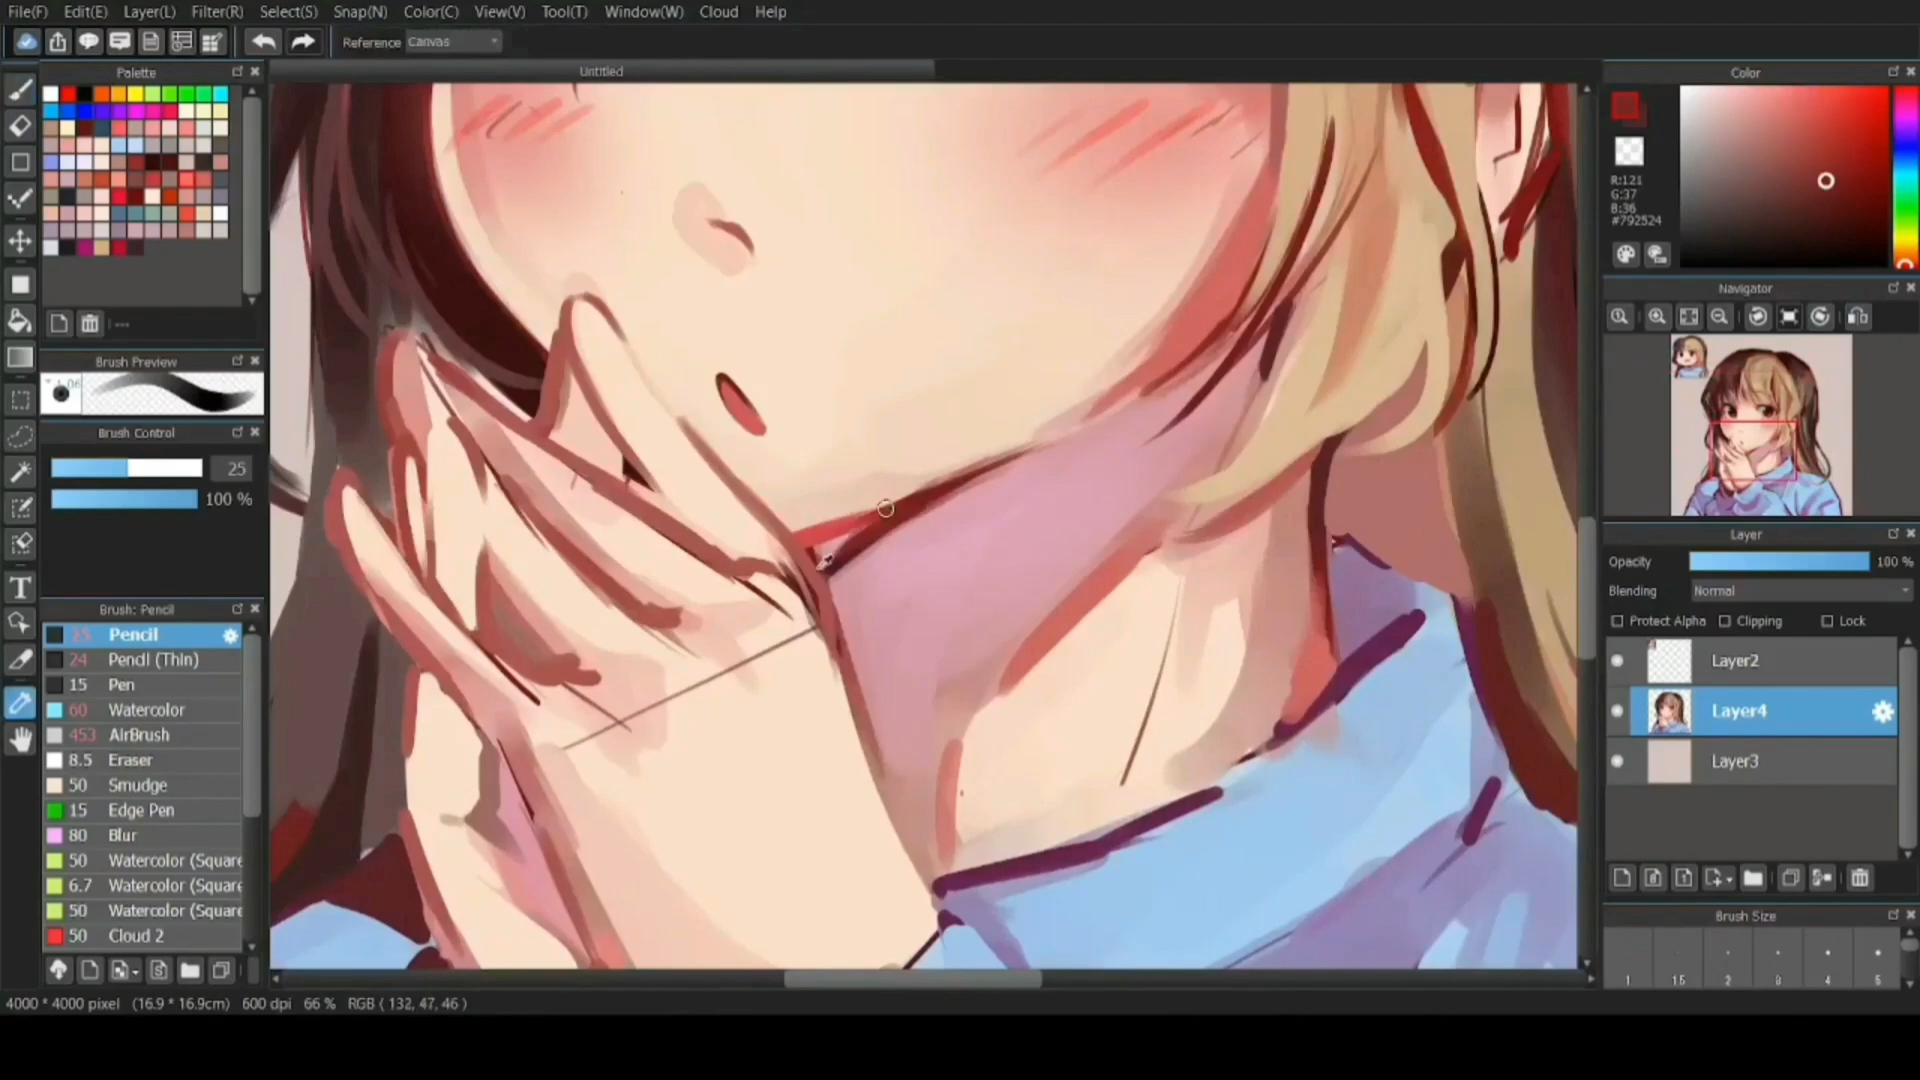 File(F) Edit(E) Layer(L) Filter(R) Select(S) Snap(N) Color(C) View(V) Tool(T) Window(W) Cloud Help
Reference Canvas
Palette
Untitled
Color
R:121
G:37
B:36
#792524
Navigator
Brush Preview
1.06
Brush Control
25
100 %
Layer
Opacity 100 %
Blending Normal
Protect Alpha Clipping Lock
Layer2
Layer4
Layer3
Brush: Pencil
25 Pencil
24 Pencil (Thin)
15 Pen
60 Watercolor
453 AirBrush
8.5 Eraser
50 Smudge
15 Edge Pen
80 Blur
50 Watercolor (Square
6.7 Watercolor (Square
50 Watercolor (Square
50 Cloud 2
Brush Size
1 1.5 2 3 4 5
4000 * 4000 pixel (16.9 * 16.9cm) 600 dpi 66 % RGB ( 132, 47, 46 )